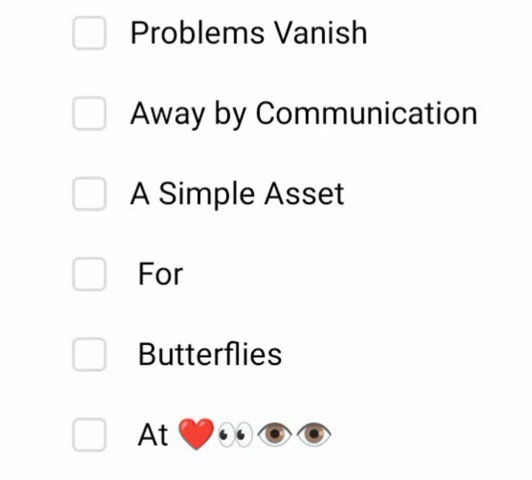 Problems Vanish
Away by Communication
A Simple Asset
For
Butterflies
At ❤️👀👁️👁️